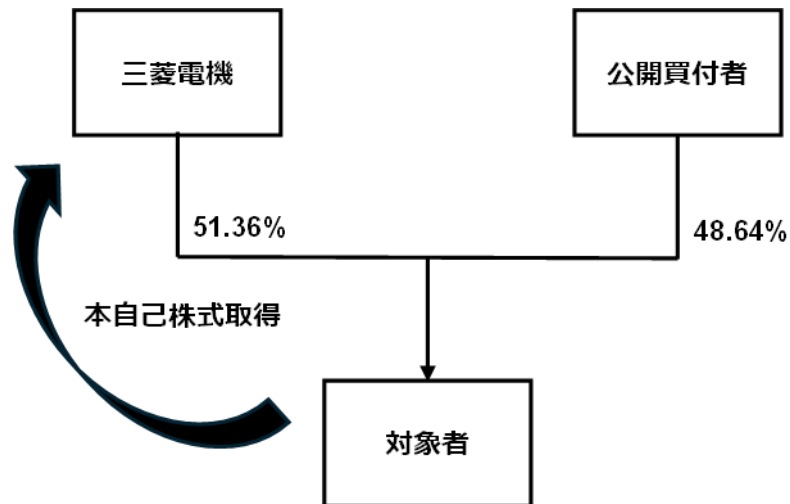 三菱電機
公開買付者
51.36%
48.64%
本自己株式取得
対象者